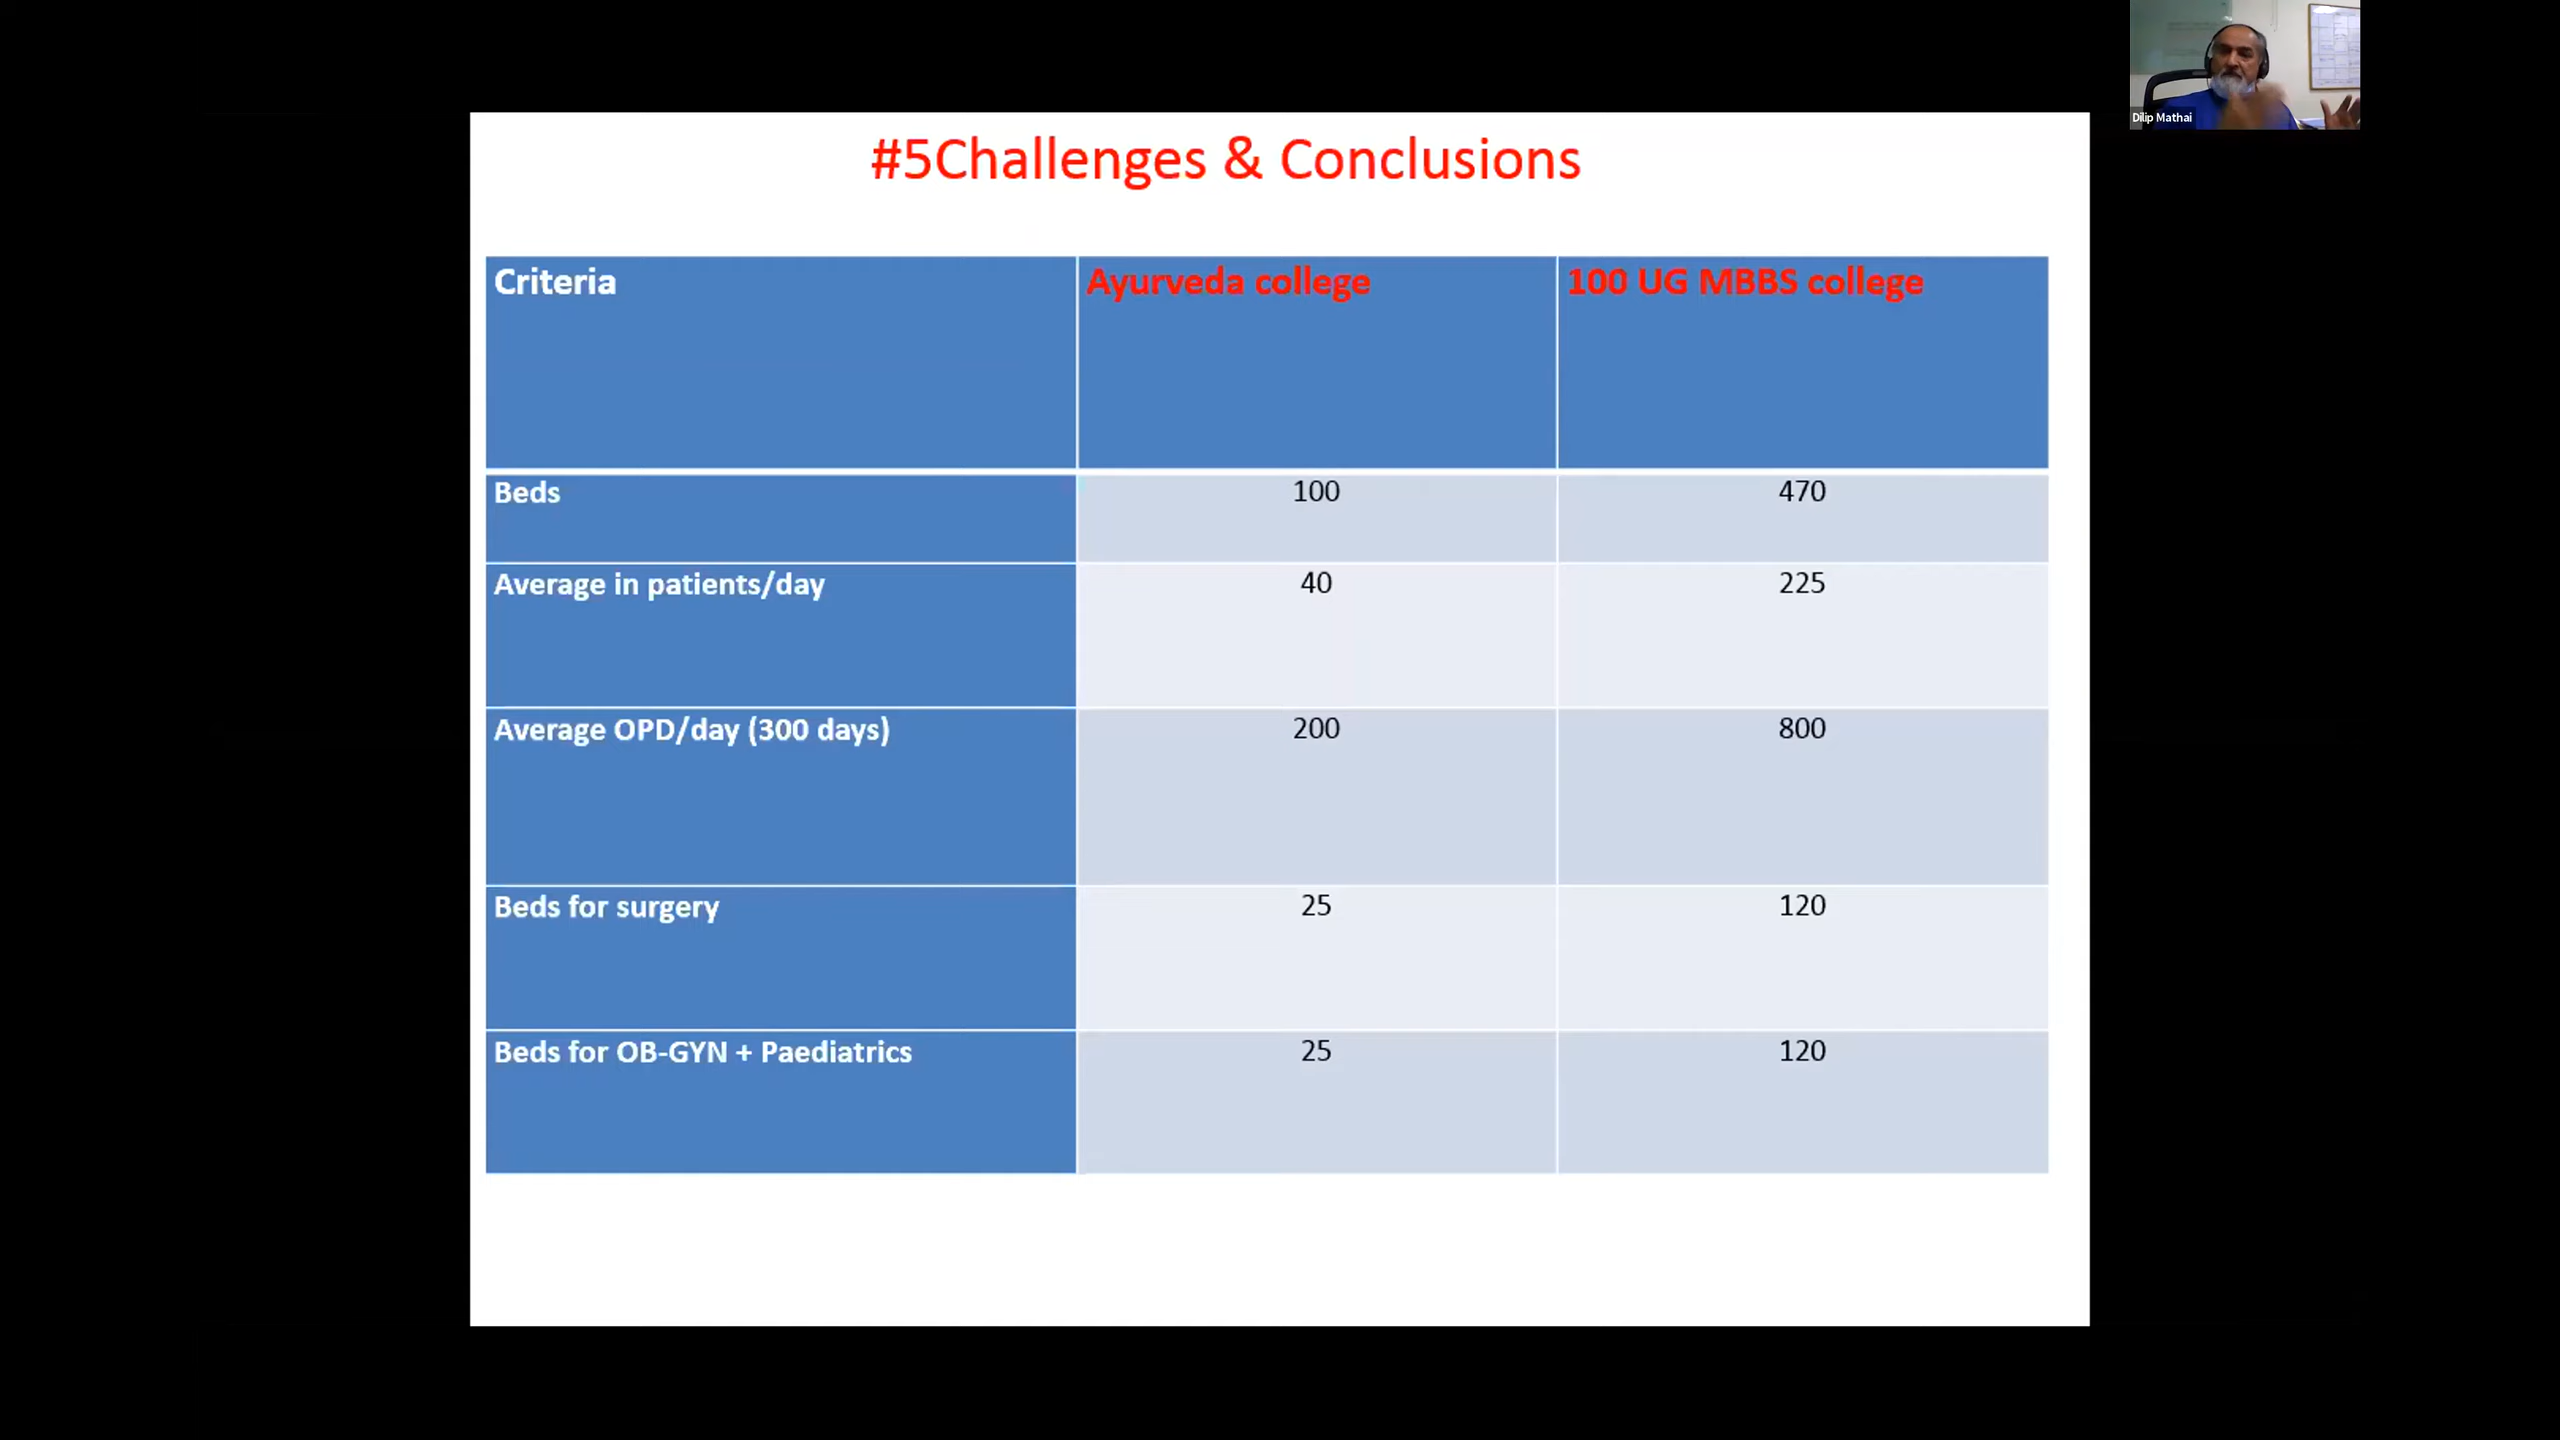 Dilip Mathai
#5Challenges & Conclusions
Criteria Ayurveda college 100 UG MBBS college
Beds 100 470
Average in patients/day 40 225
Average OPD/day (300 days) 200 800
Beds for surgery 25 120
Beds for OB-GYN + Paediatrics 25 120